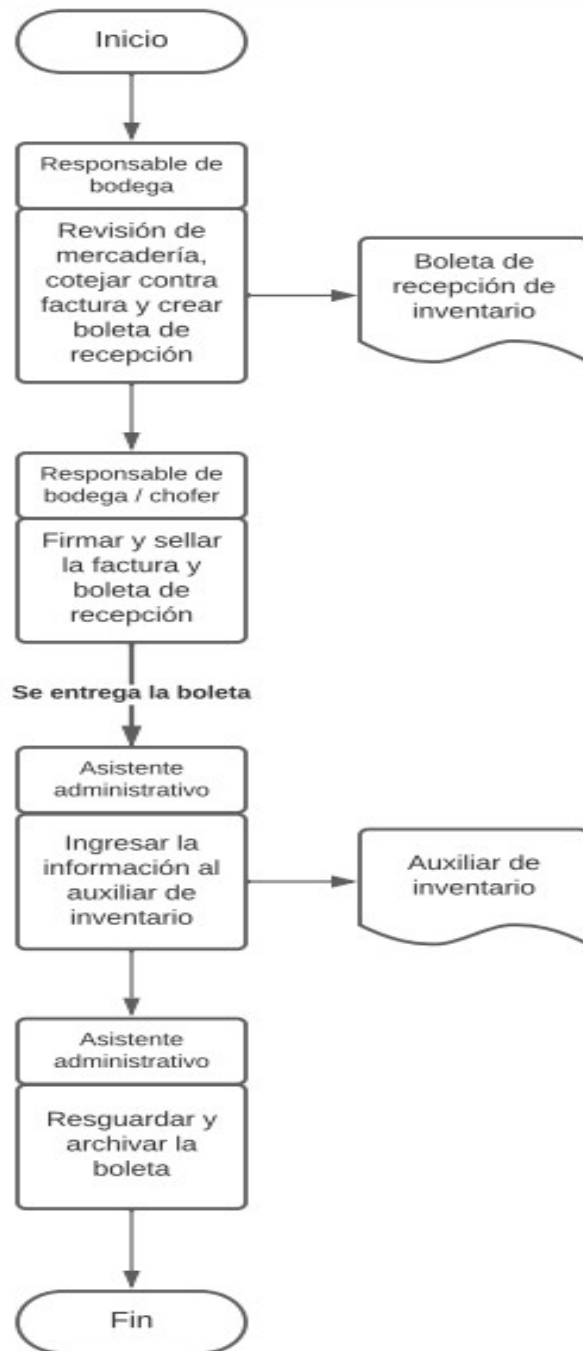 Inicio
Responsable de
bodega
Revisión de
mercadería,
cotejar contra
factura y crear
boleta de
recepción
Boleta de
recepción de
inventario
Responsable de
bodega / chofer
Firmar y sellar
la factura y
boleta de
recepción
Se entrega la boleta
Asistente
administrativo
Ingresar la
información al
auxiliar de
inventario
Auxiliar de
inventario
Asistente
administrativo
Resguardar y
archivar la
boleta
Fin